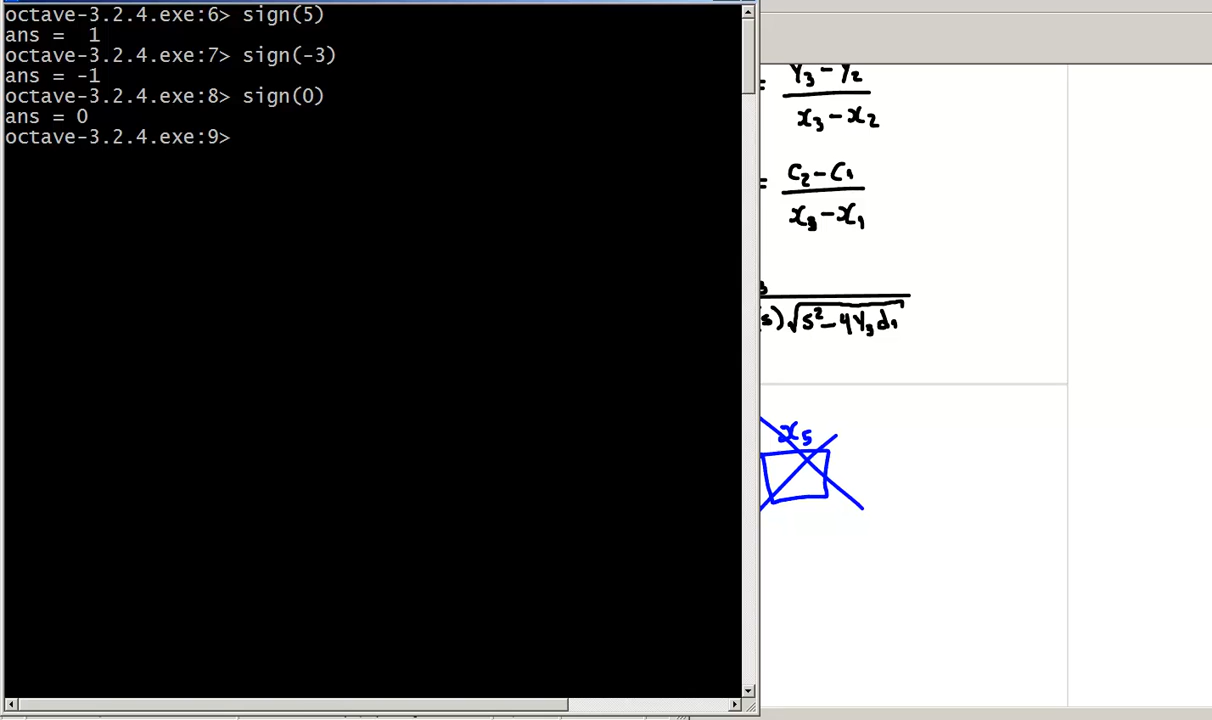 octave-3.2.4.exe:6> sign(5)
ans =  1
octave-3.2.4.exe:7> sign(-3)
ans = -1
octave-3.2.4.exe:8> sign(0)
ans = 0
octave-3.2.4.exe:9>
= Y₃ – Y₂
x₃ – x₂
= C₂ – C₁
x₃ – x₁
s) √s² – 4Y₃d₁
x₅